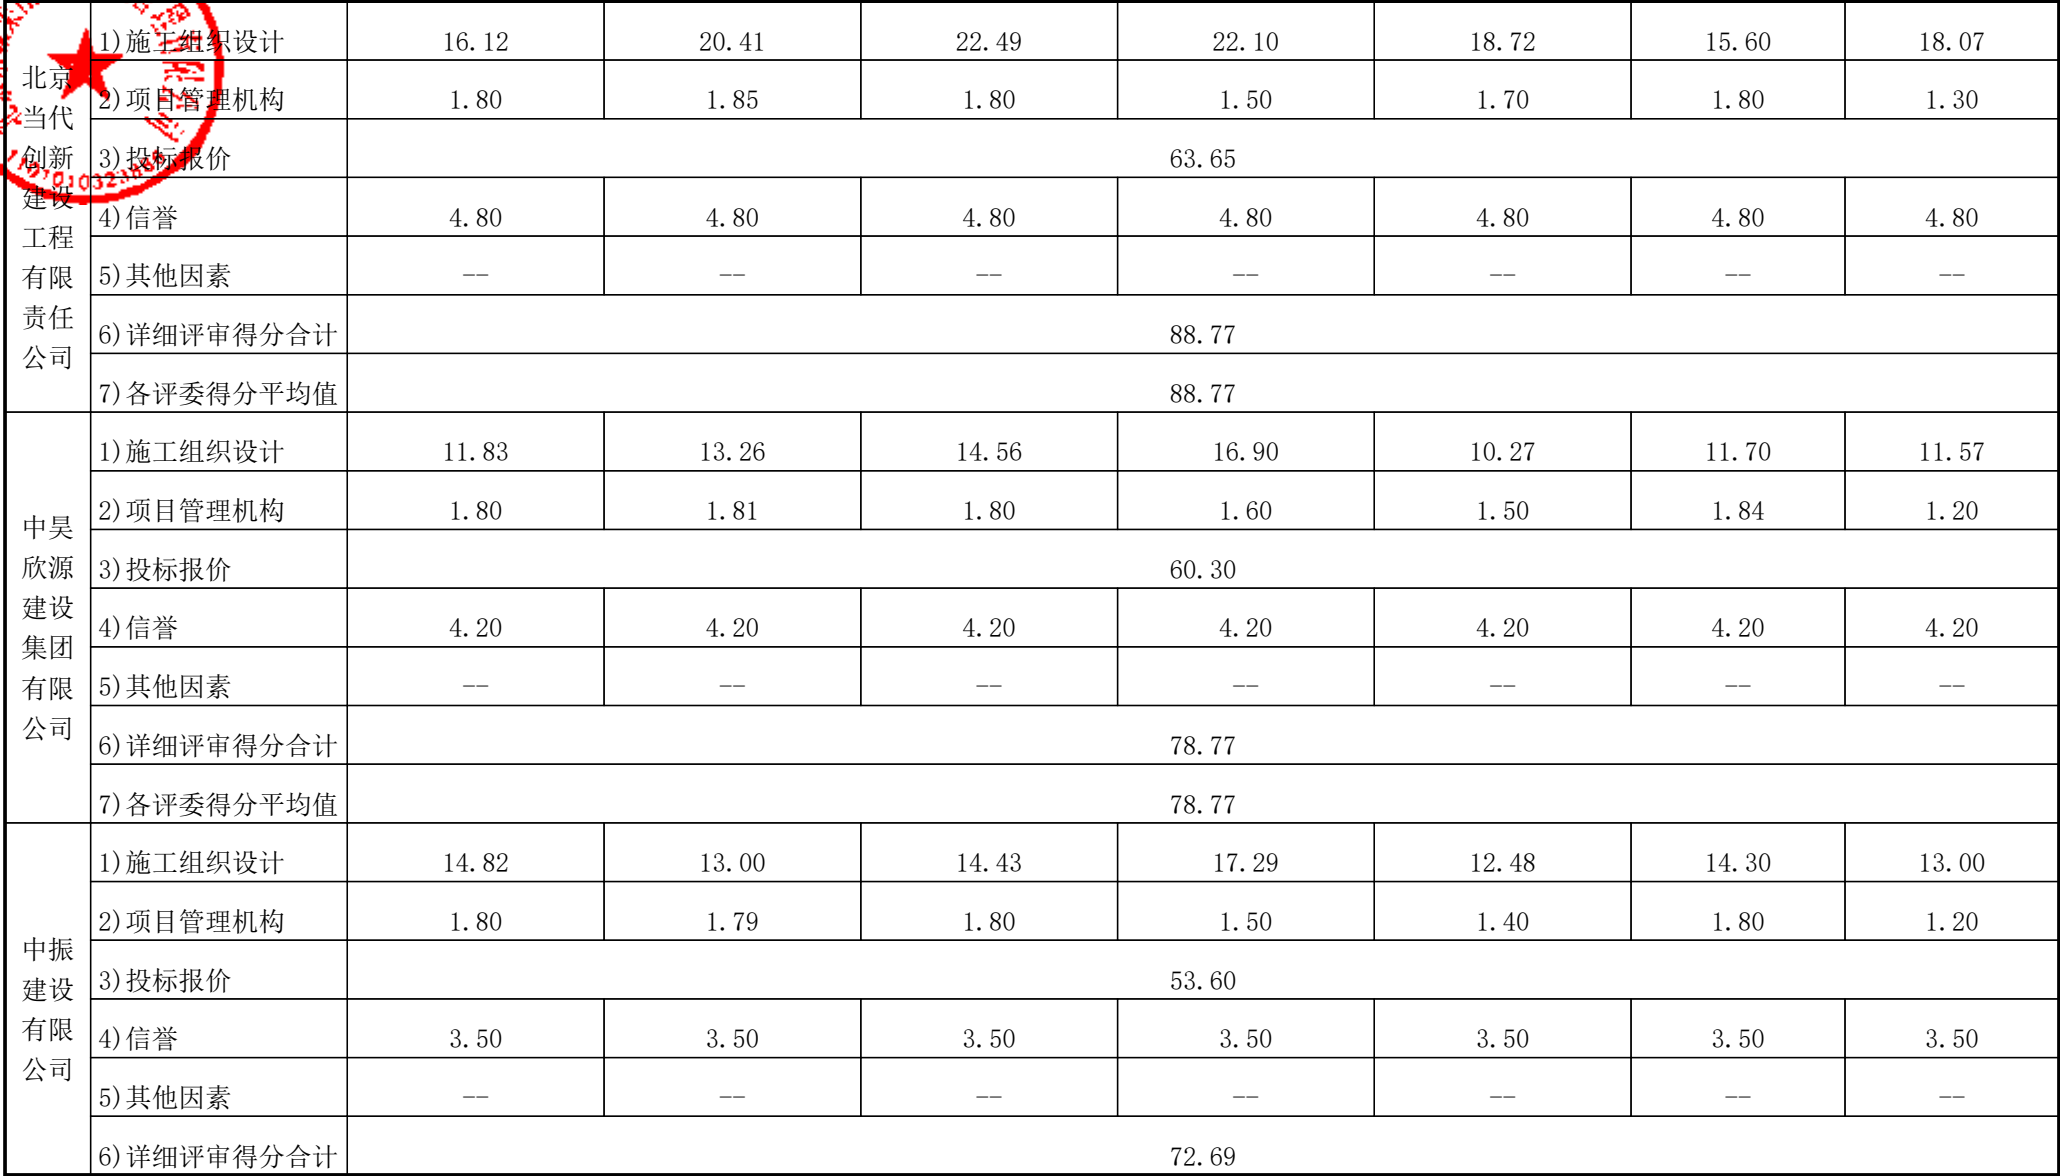 北京当代创新建设工程有限责任公司
1)施工组织设计 16.12 20.41 22.49 22.10 18.72 15.60 18.07
2)项目管理机构 1.80 1.85 1.80 1.50 1.70 1.80 1.30
3)投标报价 63.65
4)信誉 4.80 4.80 4.80 4.80 4.80 4.80 4.80
5)其他因素 -- -- -- -- -- -- --
6)详细评审得分合计 88.77
7)各评委得分平均值 88.77
中昊欣源建设集团有限公司
1)施工组织设计 11.83 13.26 14.56 16.90 10.27 11.70 11.57
2)项目管理机构 1.80 1.81 1.80 1.60 1.50 1.84 1.20
3)投标报价 60.30
4)信誉 4.20 4.20 4.20 4.20 4.20 4.20 4.20
5)其他因素 -- -- -- -- -- -- --
6)详细评审得分合计 78.77
7)各评委得分平均值 78.77
中振建设有限公司
1)施工组织设计 14.82 13.00 14.43 17.29 12.48 14.30 13.00
2)项目管理机构 1.80 1.79 1.80 1.50 1.40 1.80 1.20
3)投标报价 53.60
4)信誉 3.50 3.50 3.50 3.50 3.50 3.50 3.50
5)其他因素 -- -- -- -- -- -- --
6)详细评审得分合计 72.69